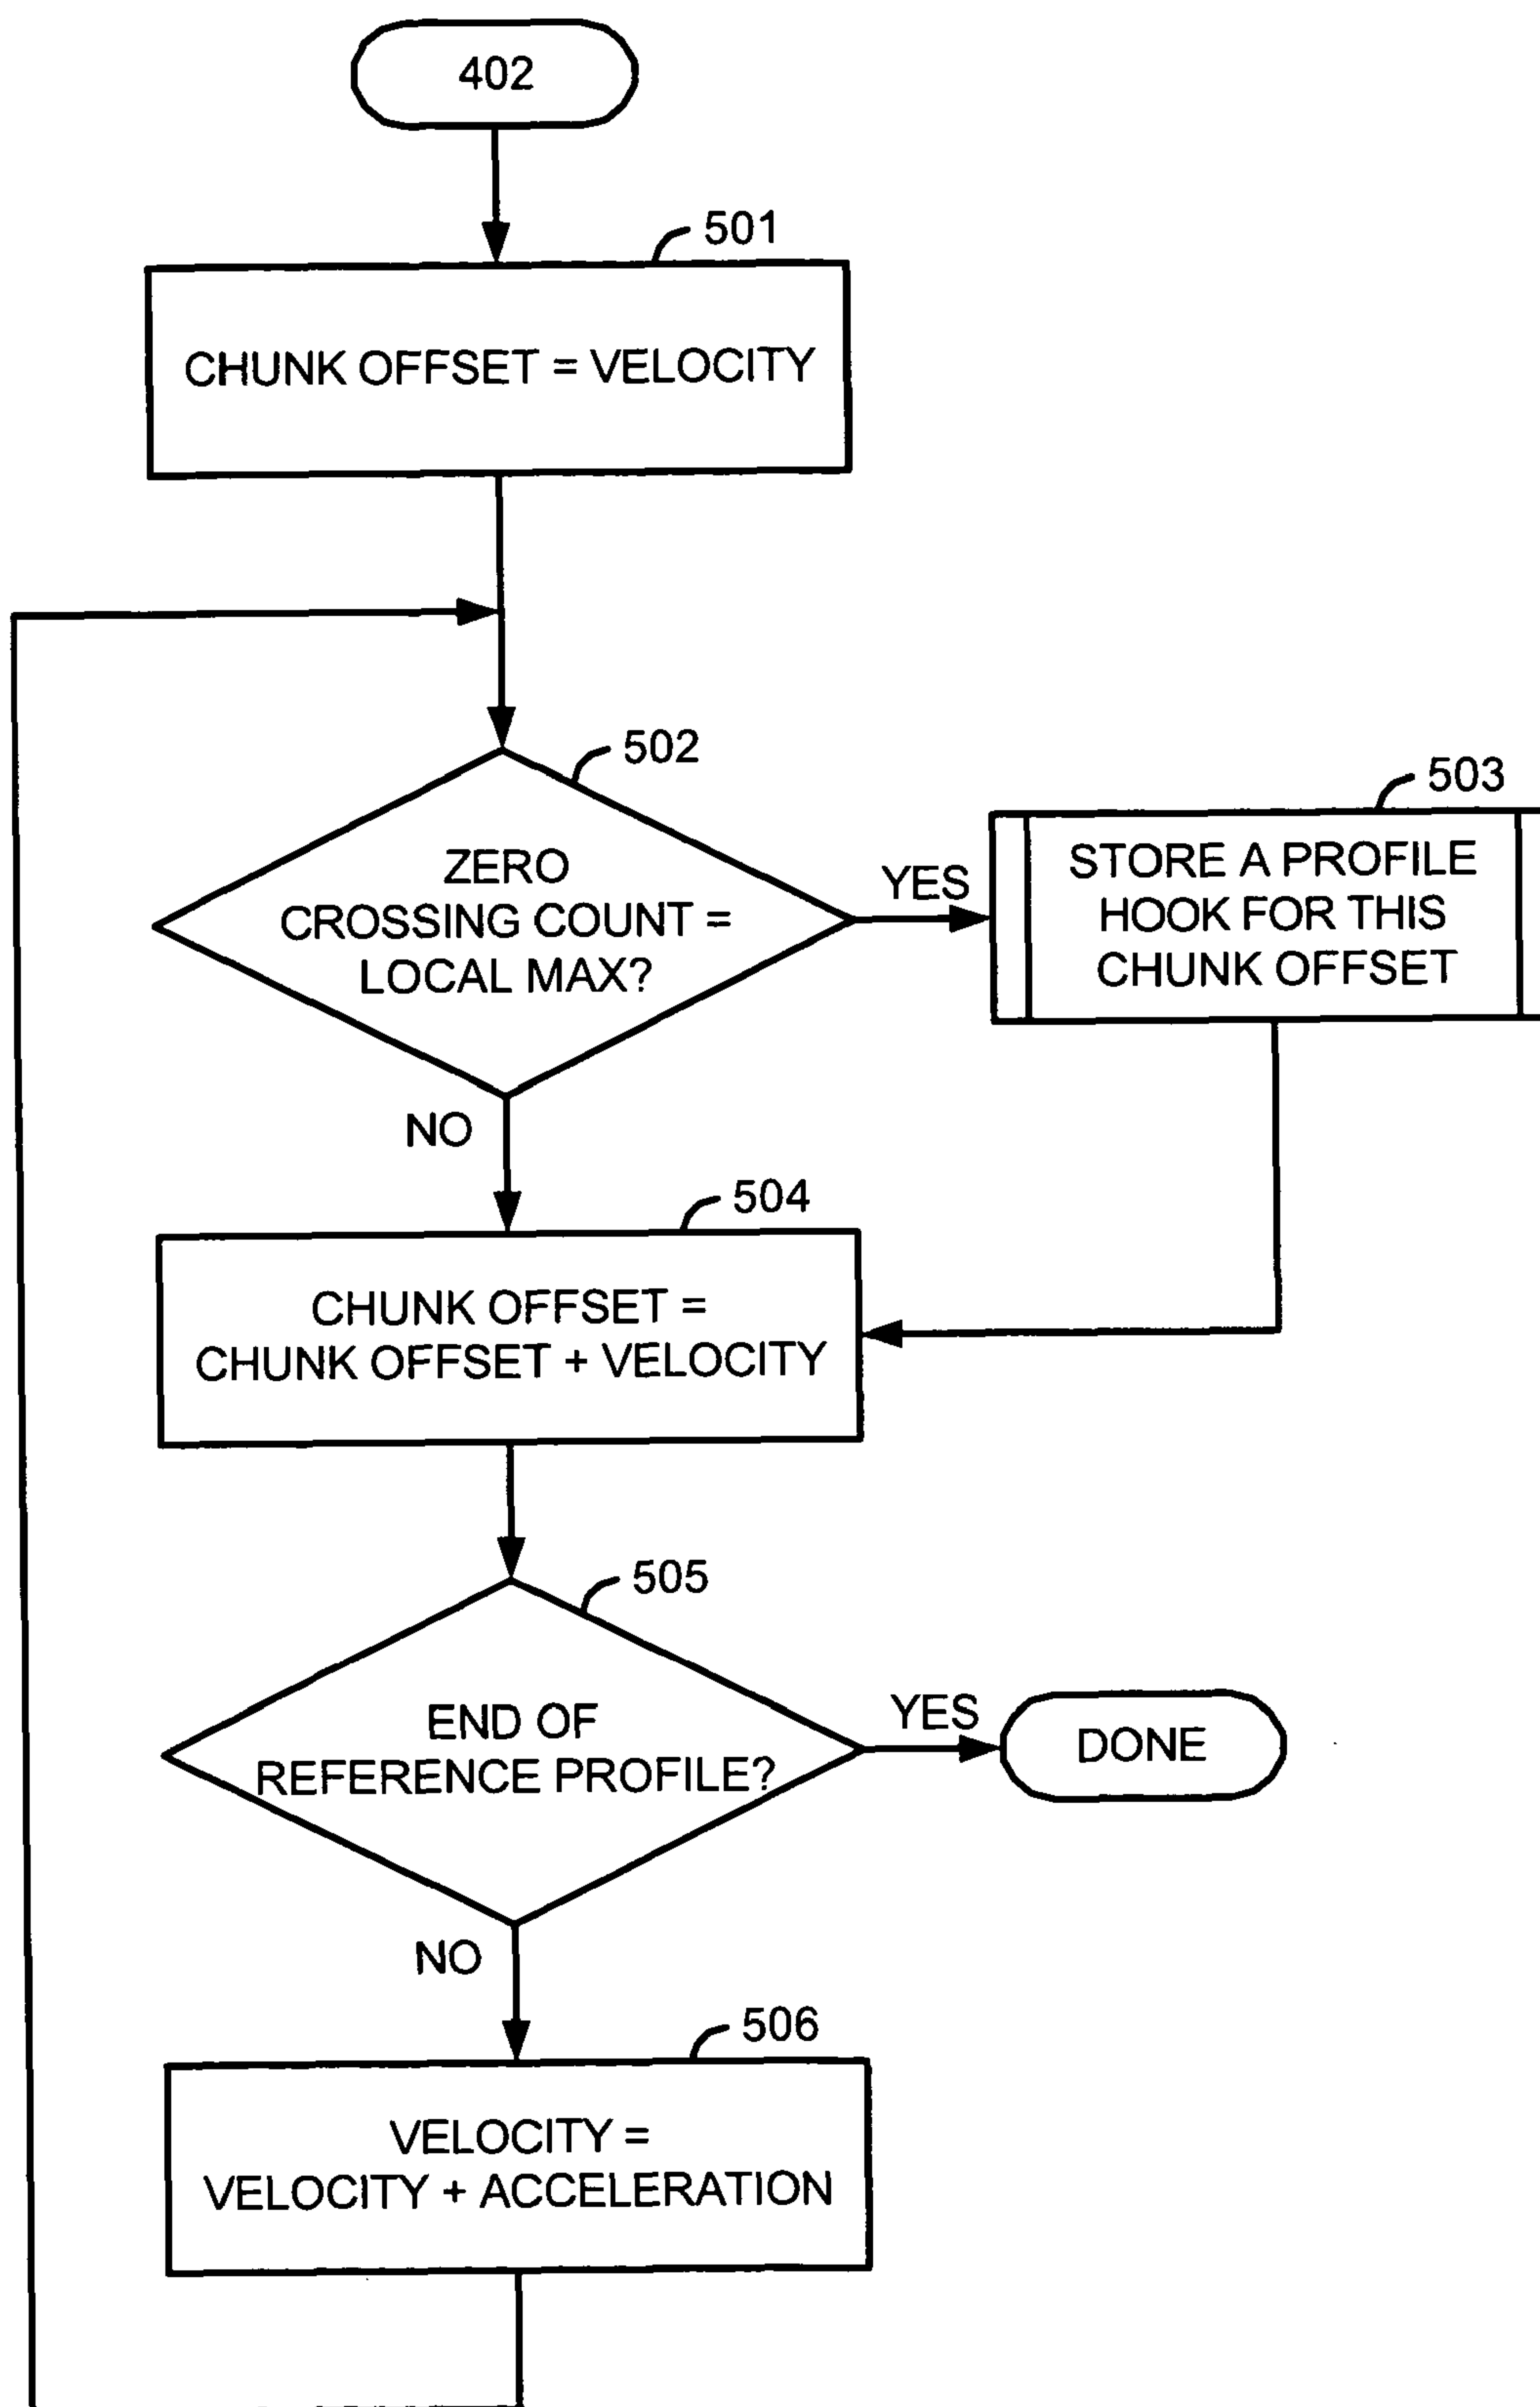 402
501
CHUNK OFFSET = VELOCITY
502
ZERO
CROSSING COUNT =
LOCAL MAX?
YES
503
STORE A PROFILE
HOOK FOR THIS
CHUNK OFFSET
NO
504
CHUNK OFFSET =
CHUNK OFFSET + VELOCITY
505
END OF
REFERENCE PROFILE?
YES
DONE
NO
506
VELOCITY =
VELOCITY + ACCELERATION